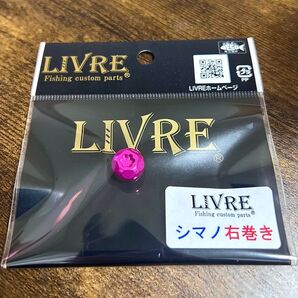 LIVRE
Fishing custom parts®
LIVREホームページ
PP
LIVRE®
LIVRE
Fishing custom parts®
シマノ右巻き